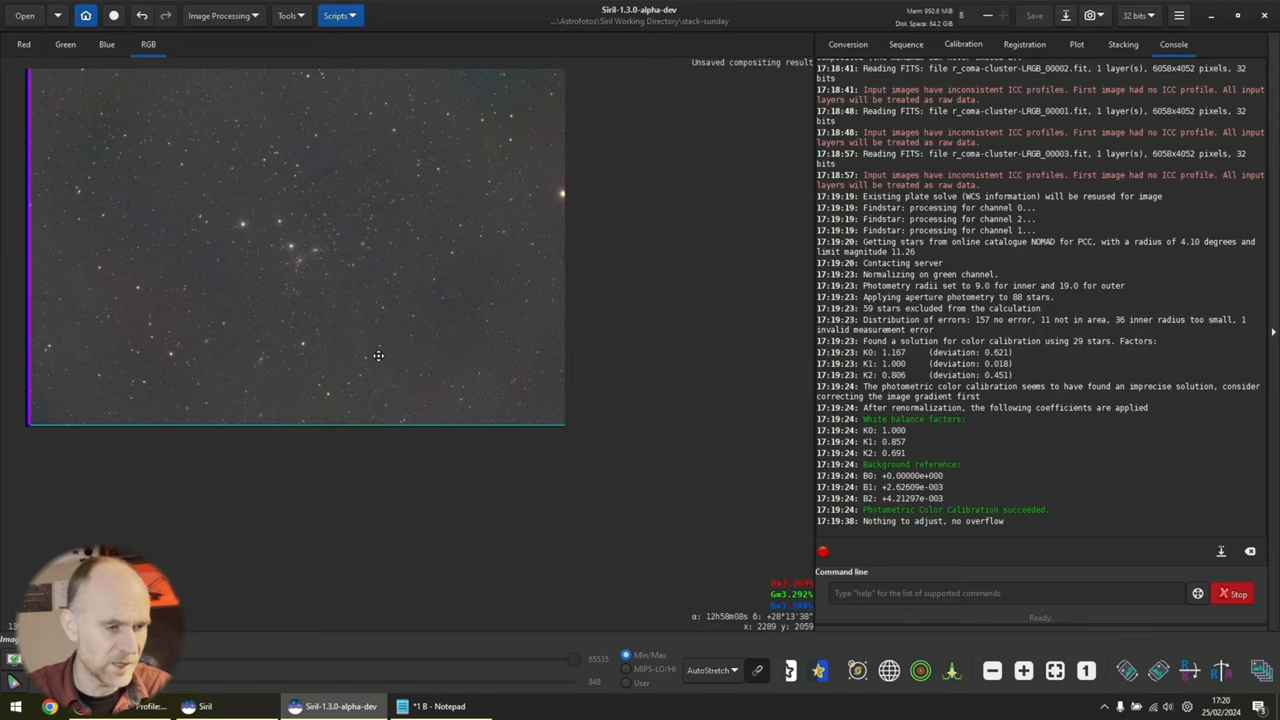 Open
Image Processing
Tools
Scripts
Siril-1.3.0-alpha-dev
...\Astrofotos\Siril Working Directory\stack-sunday
Mem: 950.6 MiB
Disk Space: 64.2 GiB
8
Save
32 bits
Red
Green
Blue
RGB
Unsaved compositing result
Conversion
Sequence
Calibration
Registration
Plot
Stacking
Console
17:18:41: Reading FITS: file r_coma-cluster-LRGB_00002.fit, 1 layer(s), 6058x4052 pixels, 32
bits
17:18:41: Input images have inconsistent ICC profiles. First image had no ICC profile. All input
layers will be treated as raw data.
17:18:48: Reading FITS: file r_coma-cluster-LRGB_00001.fit, 1 layer(s), 6058x4052 pixels, 32
bits
17:18:48: Input images have inconsistent ICC profiles. First image had no ICC profile. All input
layers will be treated as raw data.
17:18:57: Reading FITS: file r_coma-cluster-LRGB_00003.fit, 1 layer(s), 6058x4052 pixels, 32
bits
17:18:57: Input images have inconsistent ICC profiles. First image had no ICC profile. All input
layers will be treated as raw data.
17:19:19: Existing plate solve (WCS information) will be resused for image
17:19:19: Findstar: processing for channel 0...
17:19:19: Findstar: processing for channel 2...
17:19:19: Findstar: processing for channel 1...
17:19:20: Getting stars from online catalogue NOMAD for PCC, with a radius of 4.10 degrees and
limit magnitude 11.26
17:19:20: Contacting server
17:19:23: Normalizing on green channel.
17:19:23: Photometry radii set to 9.0 for inner and 19.0 for outer
17:19:23: Applying aperture photometry to 88 stars.
17:19:23: 59 stars excluded from the calculation
17:19:23: Distribution of errors: 157 no error, 11 not in area, 36 inner radius too small, 1
invalid measurement error
17:19:23: Found a solution for color calibration using 29 stars. Factors:
17:19:23: K0: 1.167 (deviation: 0.621)
17:19:23: K1: 1.000 (deviation: 0.018)
17:19:23: K2: 0.806 (deviation: 0.451)
17:19:24: The photometric color calibration seems to have found an imprecise solution, consider
correcting the image gradient first
17:19:24: After renormalization, the following coefficients are applied
17:19:24: White balance factors:
17:19:24: K0: 1.000
17:19:24: K1: 0.857
17:19:24: K2: 0.691
17:19:24: Background reference:
17:19:24: B0: +0.00000e+000
17:19:24: B1: +2.62609e-003
17:19:24: B2: +4.21297e-003
17:19:24: Photometric Color Calibration succeeded.
17:19:38: Nothing to adjust, no overflow
Command line
Type "help" for the list of supported commands
Stop
Ready.
G=3.292%
α: 12h58m08s δ: +28°13'38"
x: 2289 y: 2059
65535
848
Min/Max
MIPS-LO/HI
User
AutoStretch
1
Profile:...
Siril
Siril-1.3.0-alpha-dev
*1 B - Notepad
17:20
25/02/2024